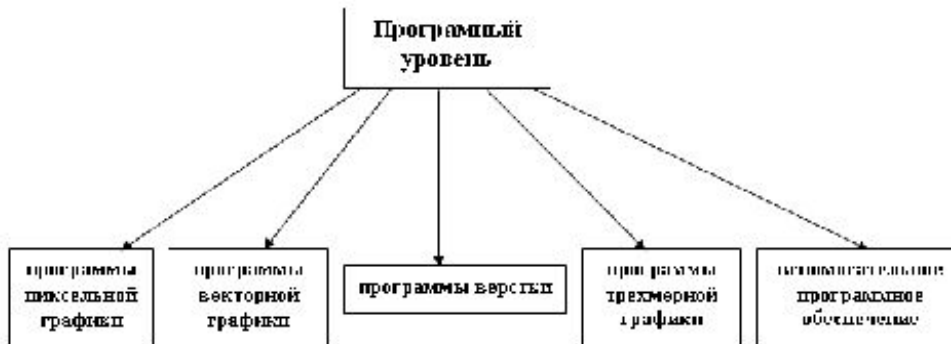 Програмный
уровень
программы
пиксельной
графики
программы
векторной
графики
программы верстки
программы
трехмерной
графики
вспомогательное
программное
обеспечение